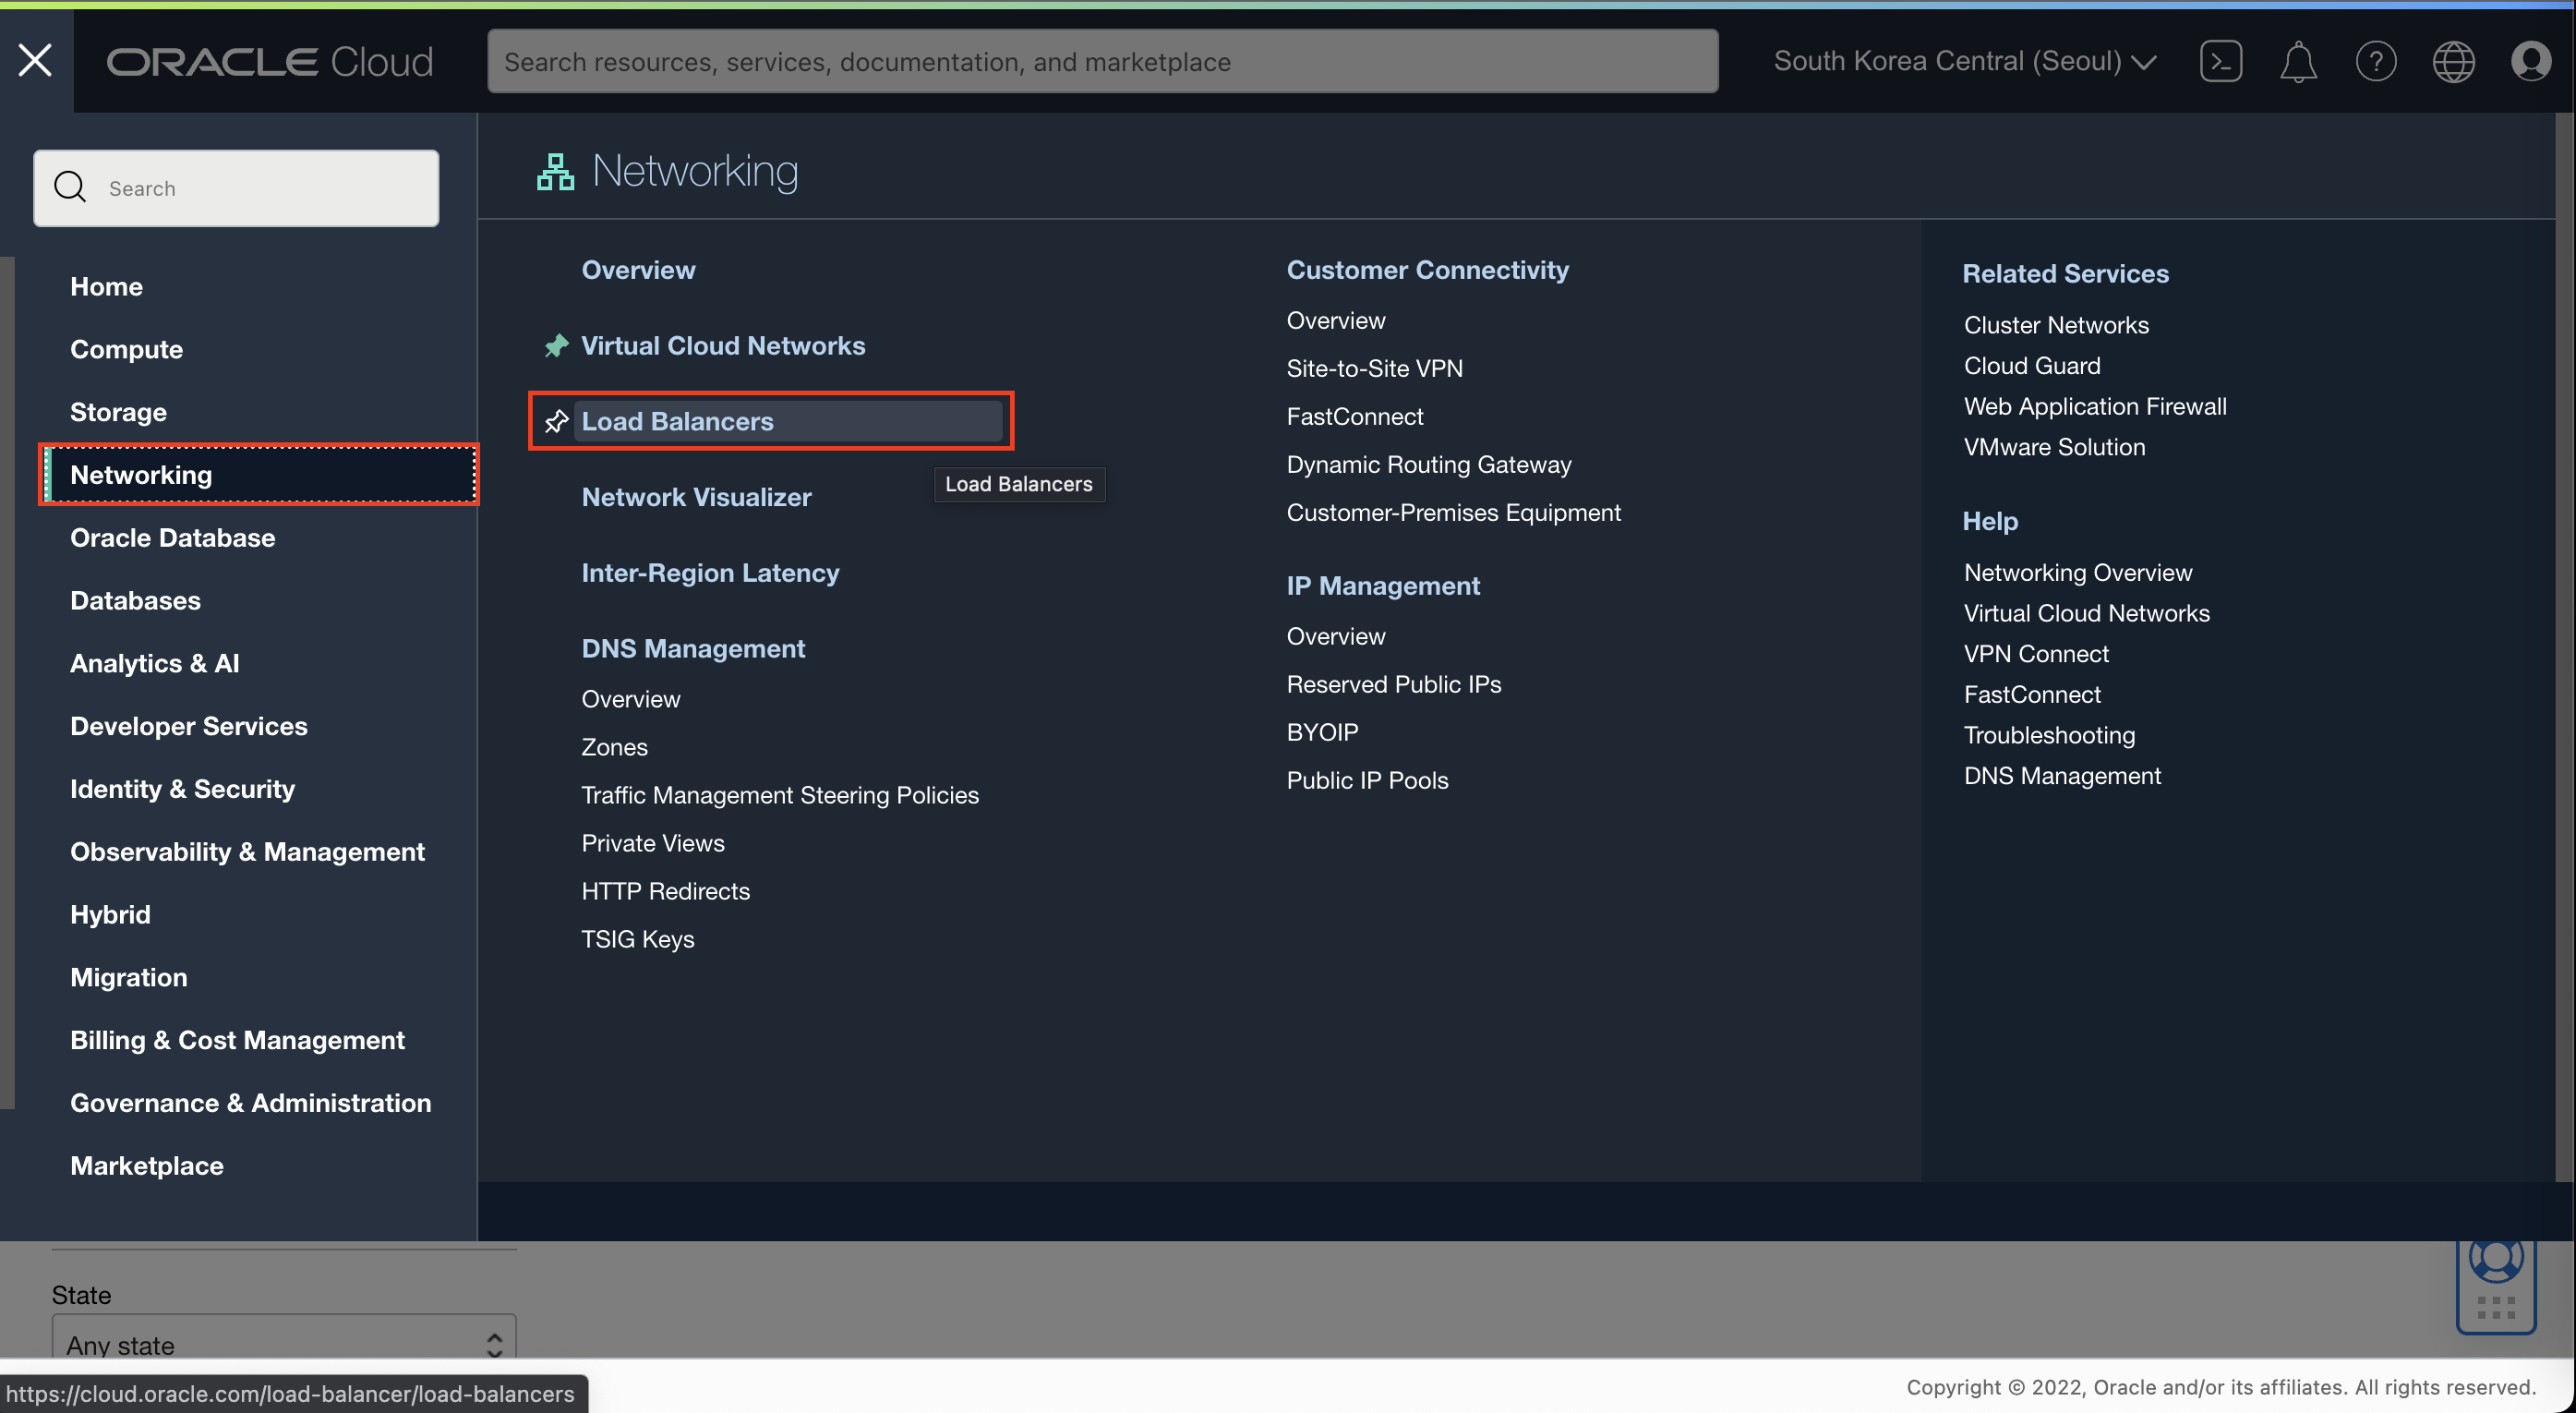 ORACLE Cloud
Search resources, services, documentation, and marketplace
South Korea Central (Seoul)
Search
Home
Compute
Storage
Networking
Oracle Database
Databases
Analytics & AI
Developer Services
Identity & Security
Observability & Management
Hybrid
Migration
Billing & Cost Management
Governance & Administration
Marketplace
Networking
Overview
Virtual Cloud Networks
Load Balancers
Load Balancers
Network Visualizer
Inter-Region Latency
DNS Management
Overview
Zones
Traffic Management Steering Policies
Private Views
HTTP Redirects
TSIG Keys
Customer Connectivity
Overview
Site-to-Site VPN
FastConnect
Dynamic Routing Gateway
Customer-Premises Equipment
IP Management
Overview
Reserved Public IPs
BYOIP
Public IP Pools
Related Services
Cluster Networks
Cloud Guard
Web Application Firewall
VMware Solution
Help
Networking Overview
Virtual Cloud Networks
VPN Connect
FastConnect
Troubleshooting
DNS Management
State
Any state
https://cloud.oracle.com/load-balancer/load-balancers
Copyright © 2022, Oracle and/or its affiliates. All rights reserved.